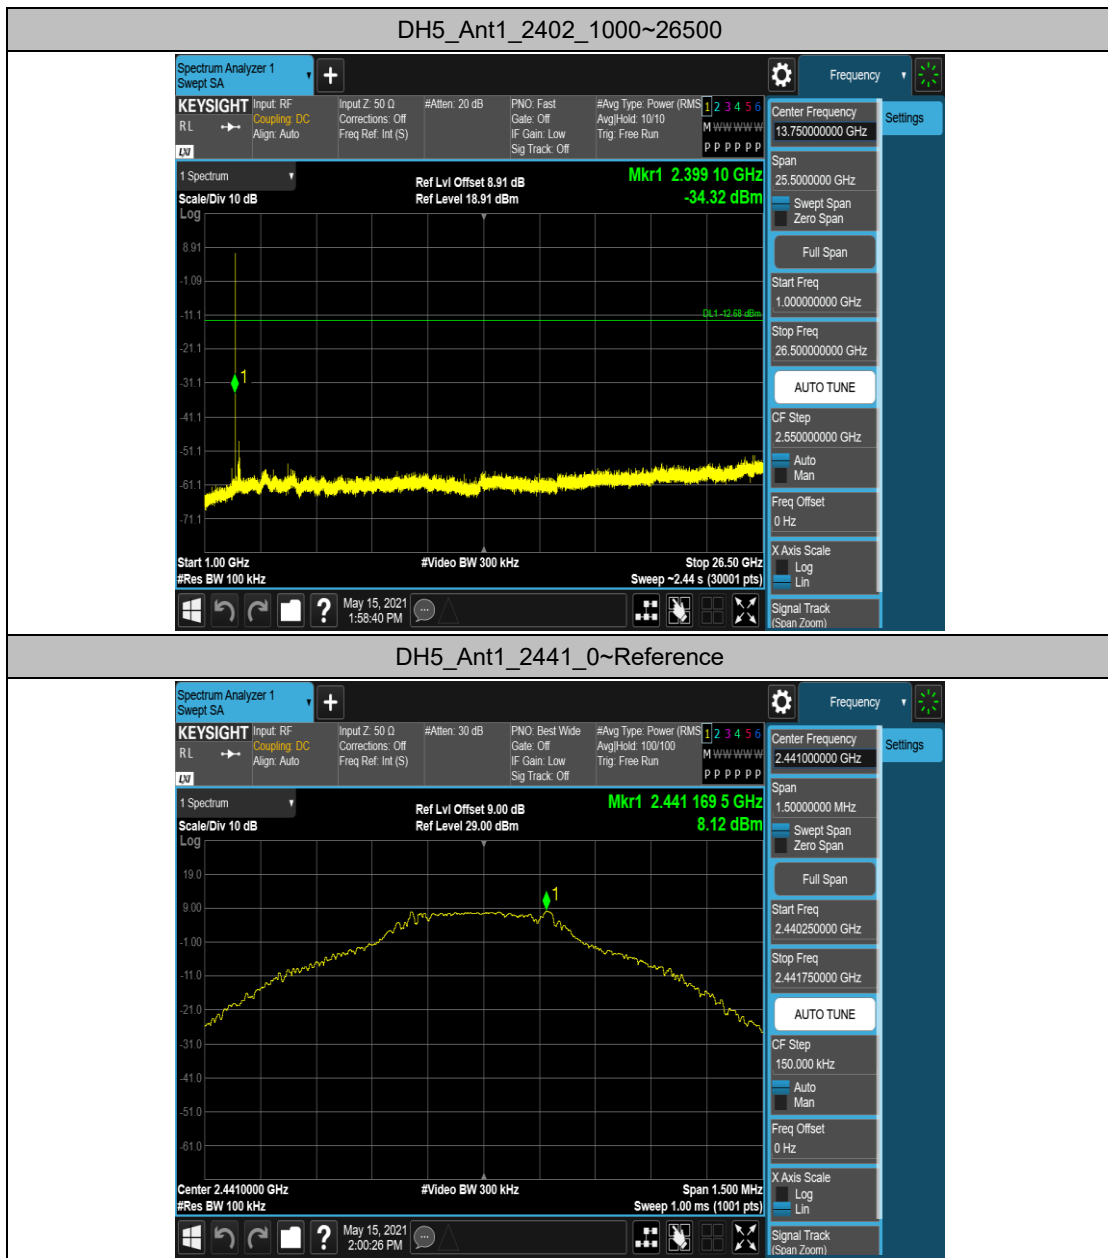 DH5_Ant1_2402_1000~26500
Spectrum Analyzer 1
Swept SA
+
Frequency
KEYSIGHT
RL
LXI
Input: RF
Coupling: DC
Align: Auto
Input Z: 50 Ω
Corrections: Off
Freq Ref: Int (S)
#Atten: 20 dB
PNO: Fast
Gate: Off
IF Gain: Low
Sig Track: Off
#Avg Type: Power (RMS
Avg|Hold: 10/10
Trig: Free Run
1 2 3 4 5 6
M W W W W W
P P P P P P
Center Frequency
13.750000000 GHz
Settings
Span
25.5000000 GHz
Swept Span
Zero Span
Full Span
Start Freq
1.000000000 GHz
Stop Freq
26.500000000 GHz
AUTO TUNE
CF Step
2.550000000 GHz
Auto
Man
Freq Offset
0 Hz
X Axis Scale
Log
Lin
Signal Track
(Span Zoom)
1 Spectrum
Scale/Div 10 dB
Log
Ref Lvl Offset 8.91 dB
Ref Level 18.91 dBm
Mkr1 2.399 10 GHz
-34.32 dBm
8.91
-1.09
-11.1
DL1 -12.68 dBm
-21.1
-31.1
1
-41.1
-51.1
-61.1
-71.1
Start 1.00 GHz
#Video BW 300 kHz
Stop 26.50 GHz
#Res BW 100 kHz
Sweep ~2.44 s (30001 pts)
?
May 15, 2021
1:58:40 PM
DH5_Ant1_2441_0~Reference
Spectrum Analyzer 1
Swept SA
+
Frequency
KEYSIGHT
RL
LXI
Input: RF
Coupling: DC
Align: Auto
Input Z: 50 Ω
Corrections: Off
Freq Ref: Int (S)
#Atten: 30 dB
PNO: Best Wide
Gate: Off
IF Gain: Low
Sig Track: Off
#Avg Type: Power (RMS
Avg|Hold: 100/100
Trig: Free Run
1 2 3 4 5 6
M W W W W W
P P P P P P
Center Frequency
2.441000000 GHz
Settings
Span
1.50000000 MHz
Swept Span
Zero Span
Full Span
Start Freq
2.440250000 GHz
Stop Freq
2.441750000 GHz
AUTO TUNE
CF Step
150.000 kHz
Auto
Man
Freq Offset
0 Hz
X Axis Scale
Log
Lin
Signal Track
(Span Zoom)
1 Spectrum
Scale/Div 10 dB
Log
Ref Lvl Offset 9.00 dB
Ref Level 29.00 dBm
Mkr1 2.441 169 5 GHz
8.12 dBm
19.0
1
9.00
-1.00
-11.0
-21.0
-31.0
-41.0
-51.0
-61.0
Center 2.4410000 GHz
#Video BW 300 kHz
Span 1.500 MHz
#Res BW 100 kHz
Sweep 1.00 ms (1001 pts)
?
May 15, 2021
2:00:26 PM